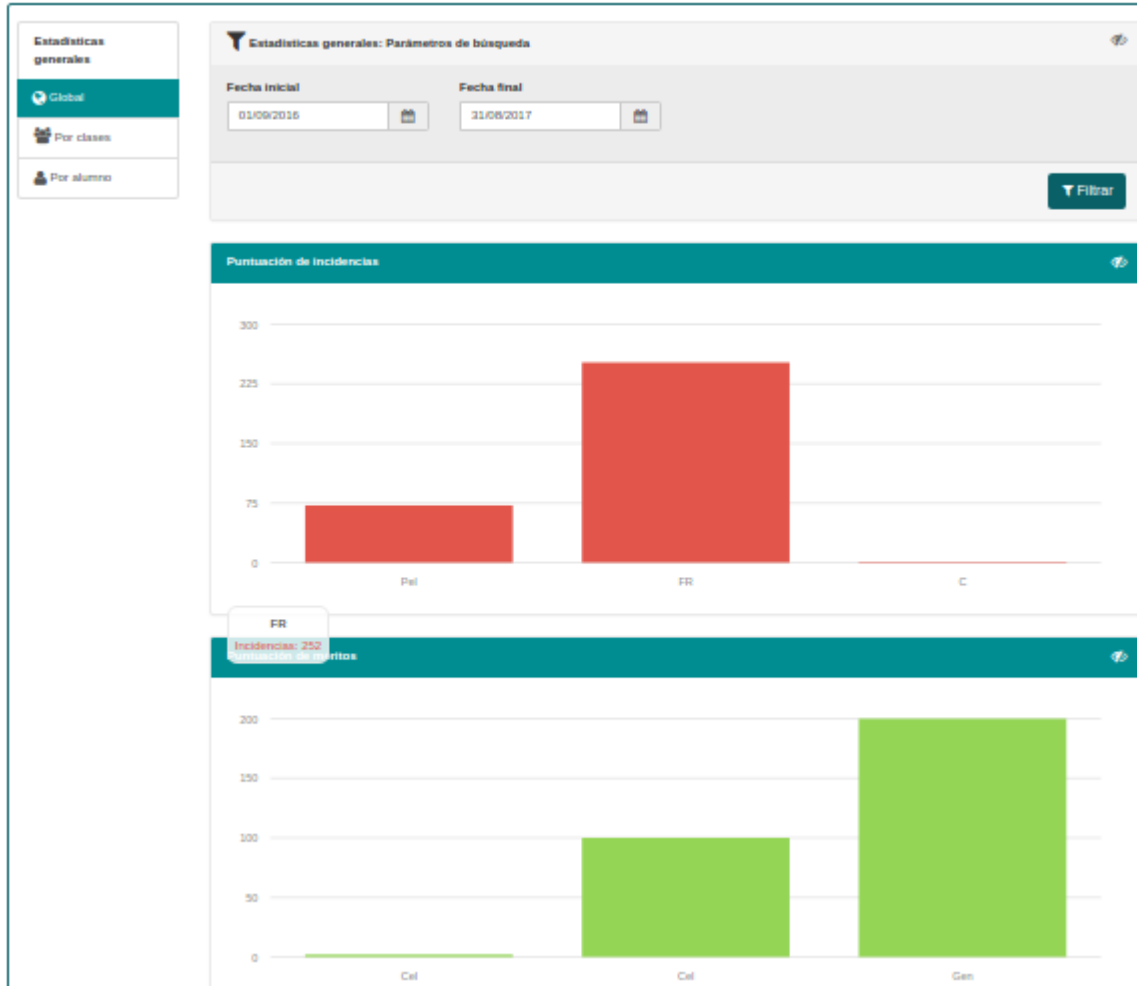 Estadísticas
generales
Global
Por clases
Por alumno
Estadísticas generales: Parámetros de búsqueda
Fecha inicial
Fecha final
01/09/2016
31/08/2017
Filtrar
Puntuación de incidencias
300
225
150
75
0
Pel
FR
C
FR
Incidencias: 252
Puntuación de méritos
200
150
100
50
0
Cel
Cel
Gen